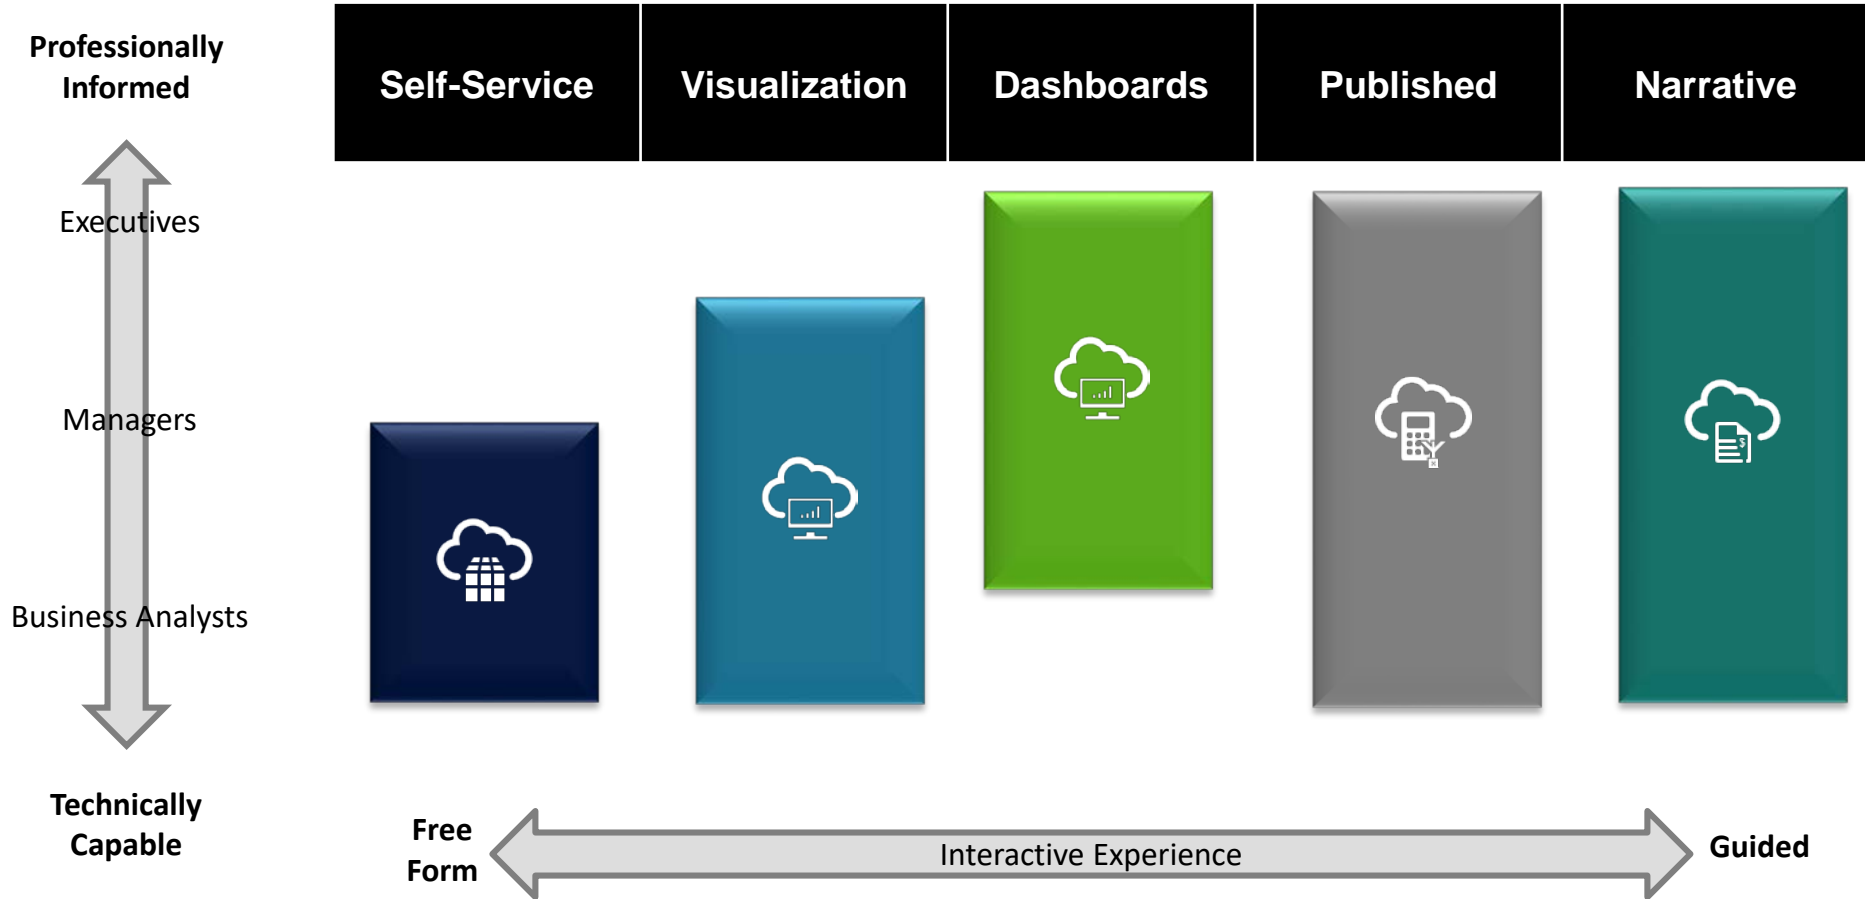 Professionally
Informed
Self-Service
Visualization
Dashboards
Published
Narrative
Executives
Managers
Business Analysts
Technically
Capable
Free
Form
Interactive Experience
Guided
$